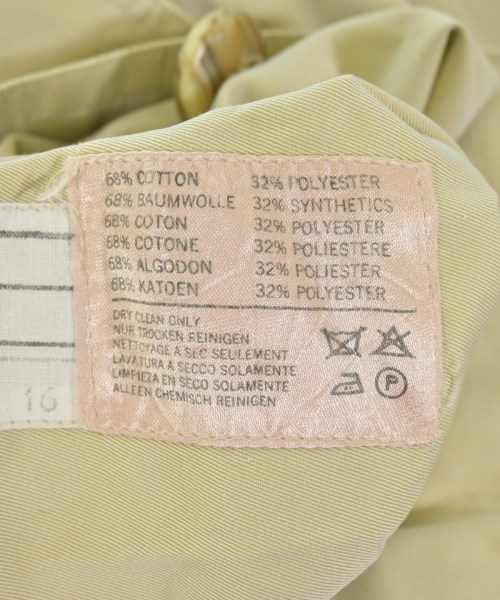 68% COTTON 32% POLYESTER
68% BAUMWOLLE 32% SYNTHETICS
68% COTON 32% POLYESTER
68% COTONE 32% POLIESTERE
68% ALGODON 32% POLIESTER
68% KATOEN 32% POLYESTER
DRY CLEAN ONLY
NUR TROCKEN REINIGEN
NETTOYAGE A SEC SEULEMENT
LAVATURA A SECCO SOLAMENTE
LIMPIEZA EN SECO SOLAMENTE
ALLEEN CHEMISCH REINIGEN
P
16